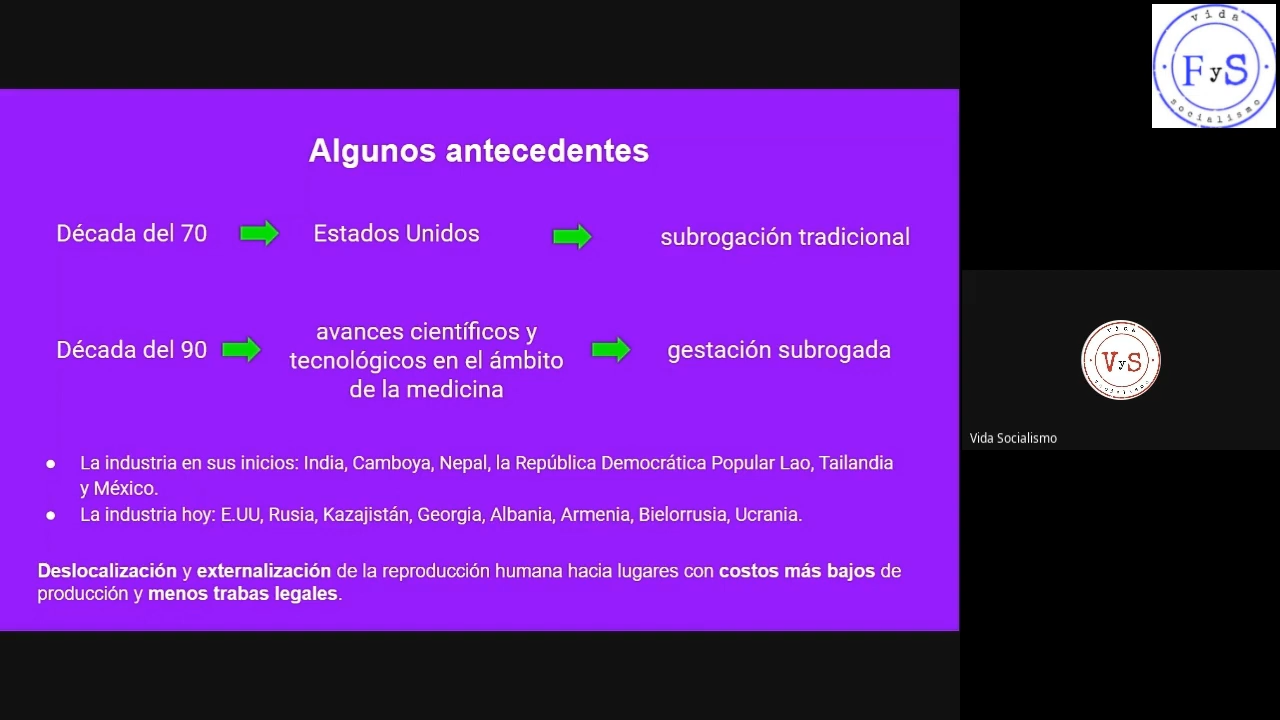 Algunos antecedentes
Década del 70
Estados Unidos
subrogación tradicional
Década del 90
avances científicos y
tecnológicos en el ámbito
de la medicina
gestación subrogada
● La industria en sus inicios: India, Camboya, Nepal, la República Democrática Popular Lao, Tailandia
y México.
● La industria hoy: E.UU, Rusia, Kazajistán, Georgia, Albania, Armenia, Bielorrusia, Ucrania.
Deslocalización y externalización de la reproducción humana hacia lugares con costos más bajos de
producción y menos trabas legales.
vida
FyS
socialismo
VyS
Vida Socialismo